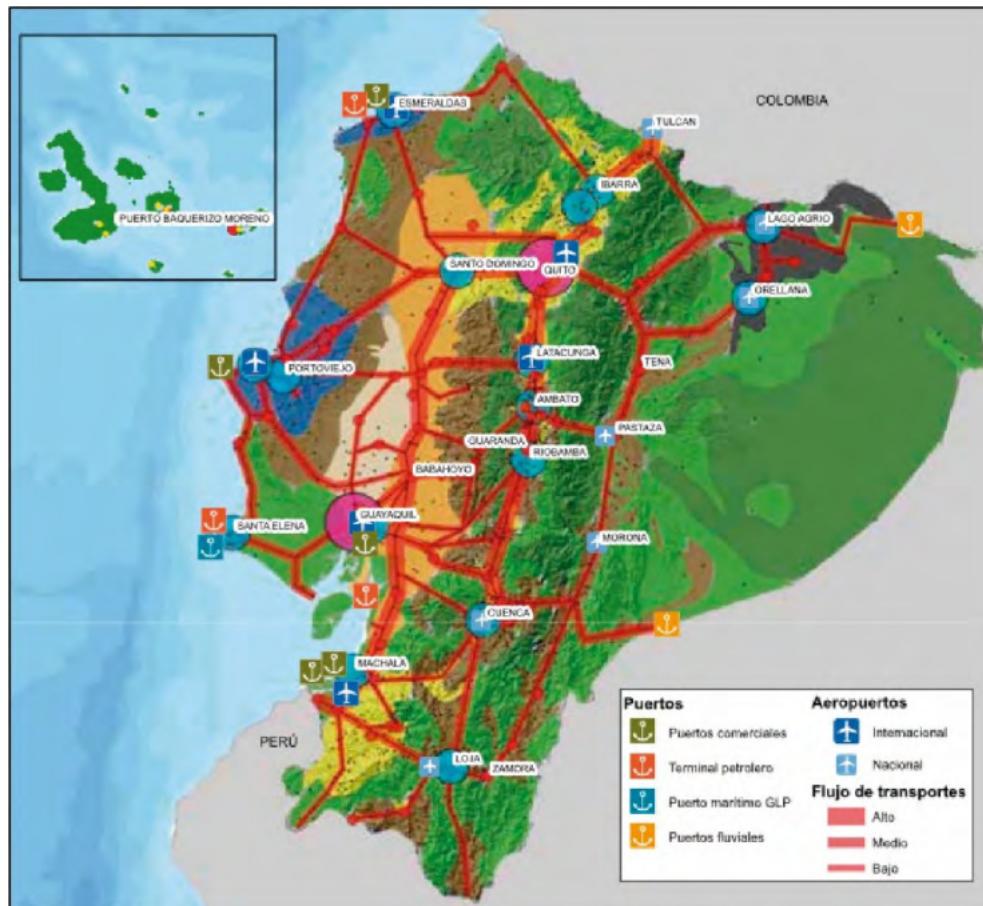 COLOMBIA
ESMERALDAS
TULCAN
IBARRA
PUERTO BAQUERIZO MORENO
LAGO AGRIO
SANTO DOMINGO
QUITO
ORELLANA
LATACUNGA
TENA
PORTOVIEJO
AMBATO
PASTAZA
GUARANDA
RIOBAMBA
BABAHOYO
GUAYAQUIL
SANTA ELENA
MORONA
CUENCA
MACHALA
PERÚ
LOJA
ZAMORA
Puertos
Puertos comerciales
Terminal petrolero
Puerto marítimo GLP
Puertos fluviales
Aeropuertos
Internacional
Nacional
Flujo de transportes
Alto
Medio
Bajo